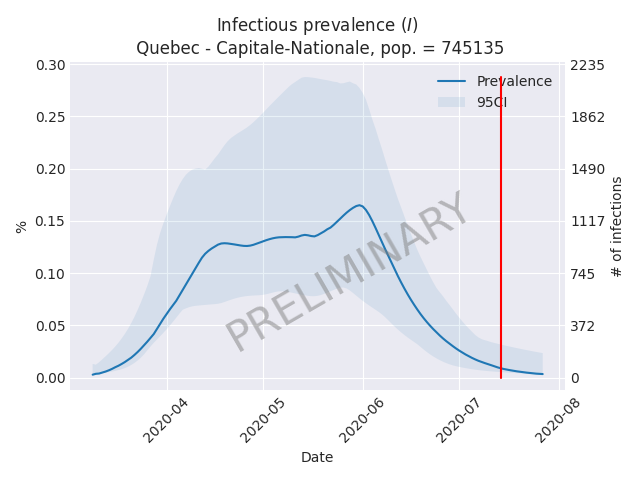 Infectious prevalence (I)
Quebec - Capitale-Nationale, pop. = 745135
0.30
0.25
0.20
0.15
0.10
0.05
0.00
%
2235
1862
1490
1117
745
372
0
# of infections
Prevalence
95CI
PRELIMINARY
2020-04
2020-05
2020-06
2020-07
2020-08
Date